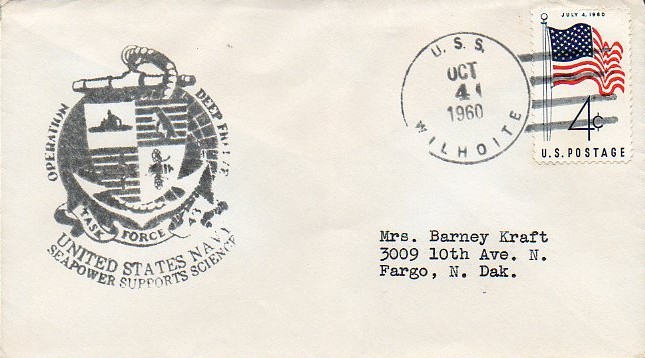 OPERATION DEEP FREEZE
TASK FORCE 43
UNITED STATES NAVY
SEAPOWER SUPPORTS SCIENCE
U.S.S. WILHOITE
OCT
4
1960
JULY 4, 1960
4¢
U.S. POSTAGE
Mrs. Barney Kraft
3009 10th Ave. N.
Fargo, N. Dak.